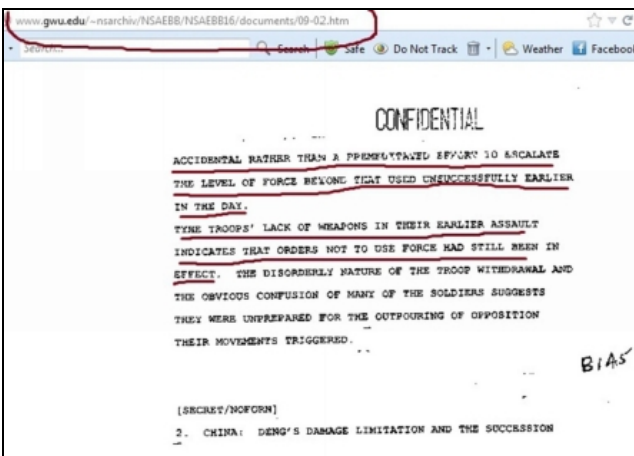 www.gwu.edu/~nsarchiv/NSAEBB/NSAEBB16/documents/09-02.htm
Search... Search Safe Do Not Track Weather Facebook
CONFIDENTIAL
ACCIDENTAL RATHER THAN A PREMEDITATED EFFORT TO ESCALATE
THE LEVEL OF FORCE BEYOND THAT USED UNSUCCESSFULLY EARLIER
IN THE DAY.
TYNE TROOPS' LACK OF WEAPONS IN THEIR EARLIER ASSAULT
INDICATES THAT ORDERS NOT TO USE FORCE HAD STILL BEEN IN
EFFECT. THE DISORDERLY NATURE OF THE TROOP WITHDRAWAL AND
THE OBVIOUS CONFUSION OF MANY OF THE SOLDIERS SUGGESTS
THEY WERE UNPREPARED FOR THE OUTPOURING OF OPPOSITION
THEIR MOVEMENTS TRIGGERED.
BIAS
[SECRET/NOFORN]
2. CHINA: DENG'S DAMAGE LIMITATION AND THE SUCCESSION